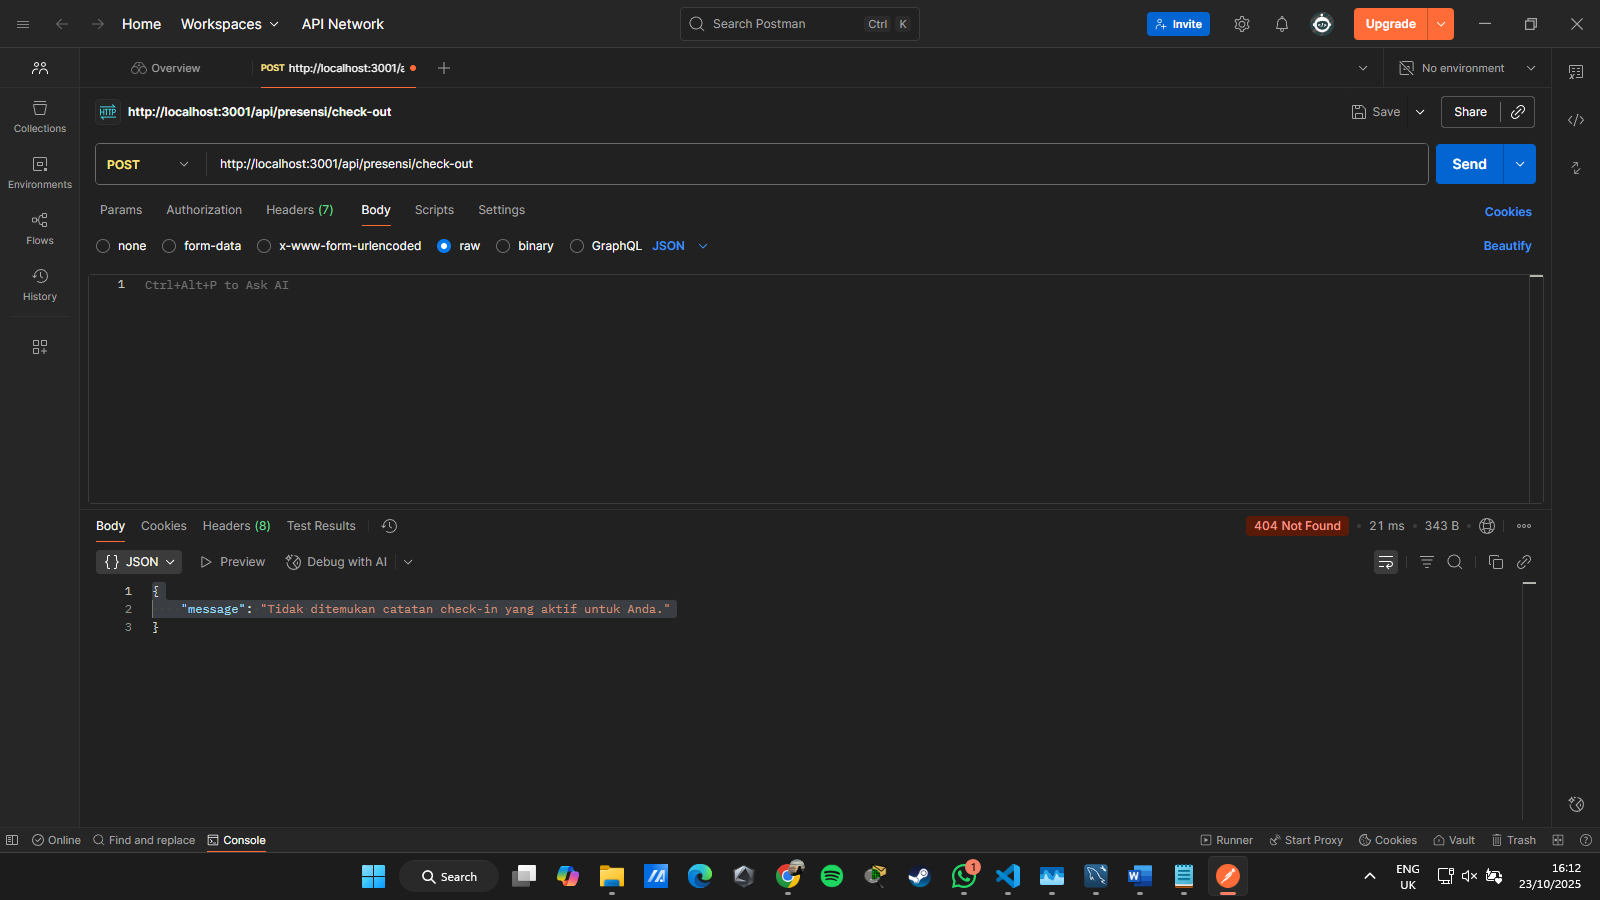 Home Workspaces API Network Search Postman Ctrl K Invite Upgrade
Overview POST http://localhost:3001/a No environment
HTTP http://localhost:3001/api/presensi/check-out Save Share
Collections
POST http://localhost:3001/api/presensi/check-out Send
Environments
Params Authorization Headers (7) Body Scripts Settings Cookies
Flows
none form-data x-www-form-urlencoded raw binary GraphQL JSON Beautify
History
1 Ctrl+Alt+P to Ask AI
Body Cookies Headers (8) Test Results 404 Not Found • 21 ms • 343 B •
{} JSON Preview Debug with AI
1 {
2 "message": "Tidak ditemukan catatan check-in yang aktif untuk Anda."
3 }
Online Find and replace Console Runner Start Proxy Cookies Vault Trash
Search 1 ENG 16:12
UK 23/10/2025